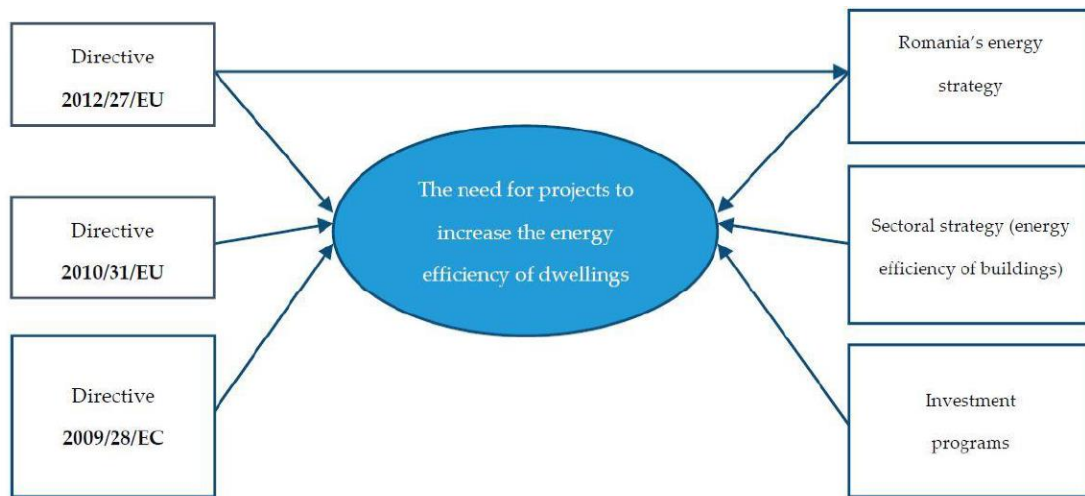 Directive
2012/27/EU
Directive
2010/31/EU
Directive
2009/28/EC
The need for projects to
increase the energy
efficiency of dwellings
Romania’s energy
strategy
Sectoral strategy (energy
efficiency of buildings)
Investment
programs